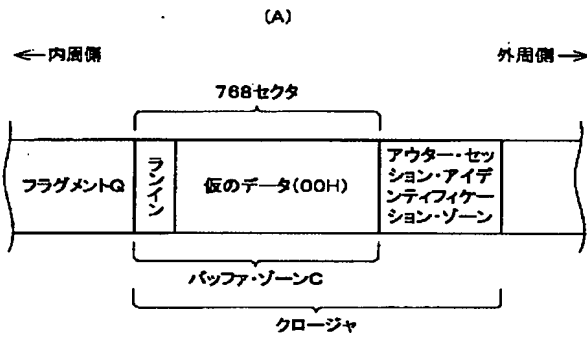 (A)
←内周側
外周側→
768セクタ
フラグメントQ
ランイン
仮のデータ(00H)
アウター・セッ
ション・アイデ
ンティフィケー
ション・ゾーン
バッファ・ゾーンC
クロージャ